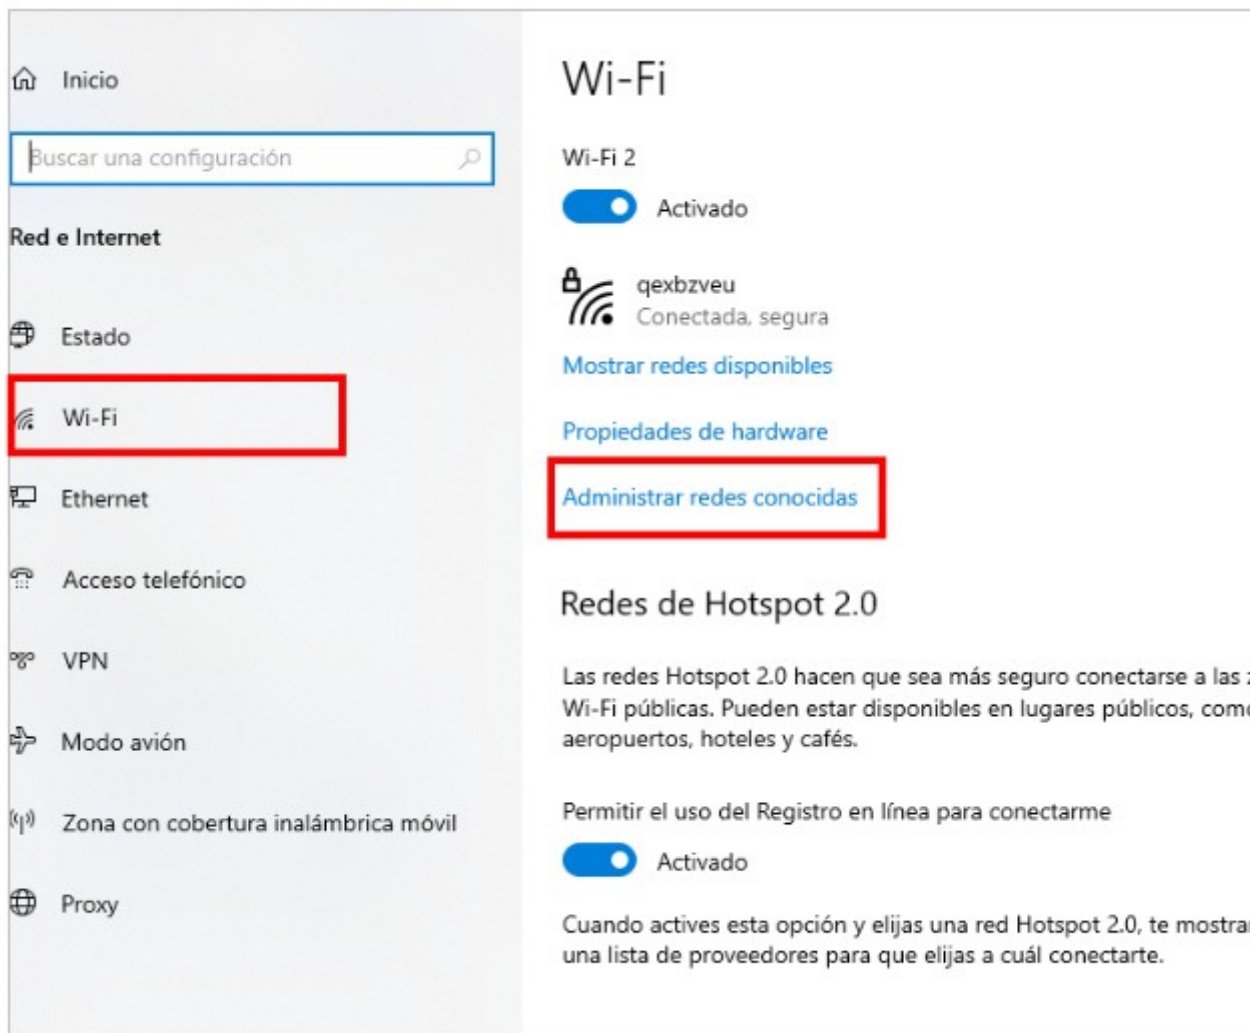 Inicio
Buscar una configuración
Red e Internet
Estado
Wi-Fi
Ethernet
Acceso telefónico
VPN
Modo avión
Zona con cobertura inalámbrica móvil
Proxy
Wi-Fi
Wi-Fi 2
Activado
qexbzveu
Conectada, segura
Mostrar redes disponibles
Propiedades de hardware
Administrar redes conocidas
Redes de Hotspot 2.0
Las redes Hotspot 2.0 hacen que sea más seguro conectarse a las
Wi-Fi públicas. Pueden estar disponibles en lugares públicos, como
aeropuertos, hoteles y cafés.
Permitir el uso del Registro en línea para conectarme
Activado
Cuando actives esta opción y elijas una red Hotspot 2.0, te
una lista de proveedores para que elijas a cuál conectarte.